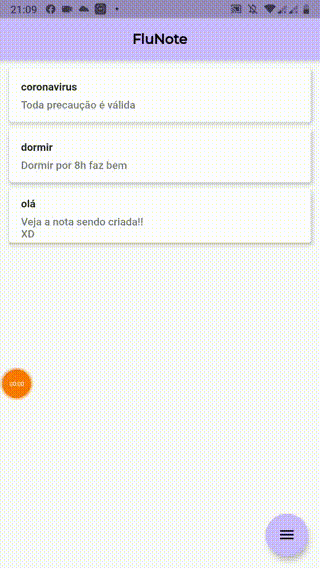 21:09
FluNote
coronavirus
Toda precaução é válida
dormir
Dormir por 8h faz bem
olá
Veja a nota sendo criada!!
XD
00:00